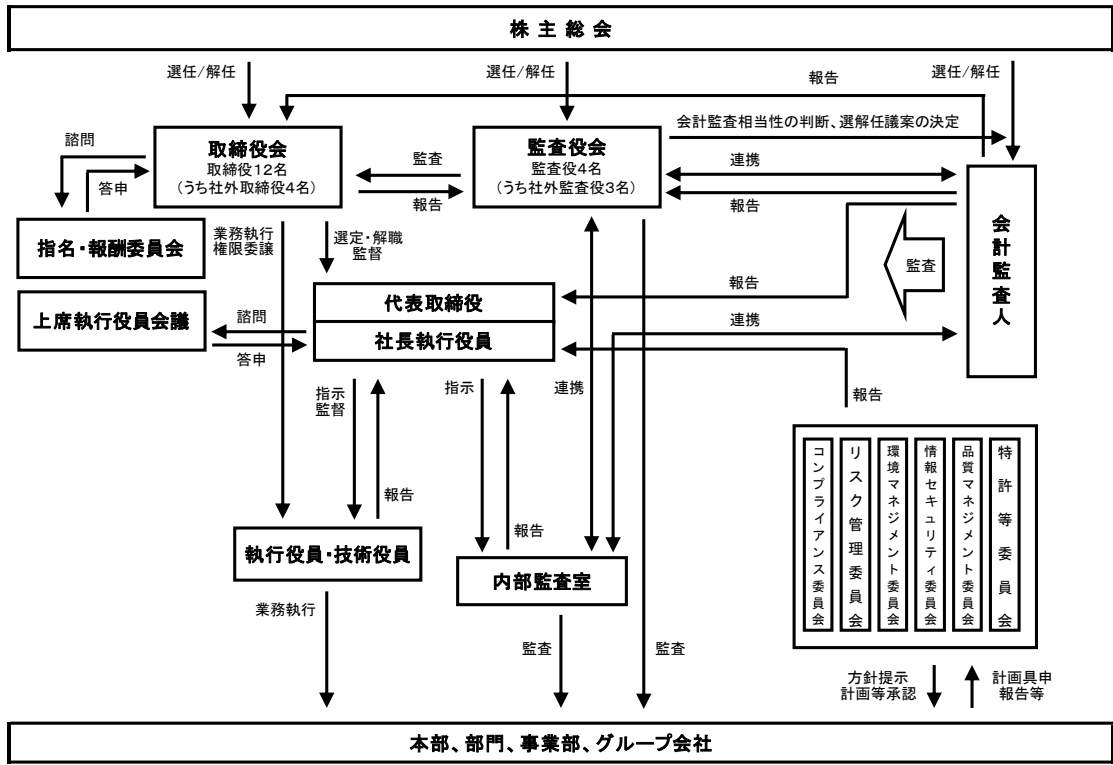 株主総会
選任/解任
選任/解任
報告
選任/解任
諮問
取締役会
取締役12名
(うち社外取締役4名)
監査役会
監査役4名
(うち社外監査役3名)
会計監査相当性の判断、選解任議案の決定
監査
連携
答申
報告
報告
指名・報酬委員会
業務執行
権限委譲
選定・解職
監督
会計監査人
監査
報告
代表取締役
社長執行役員
上席執行役員会議
諮問
答申
連携
指示
監督
指示
連携
報告
コンプライアンス委員会
リスク管理委員会
環境マネジメント委員会
情報セキュリティ委員会
品質マネジメント委員会
特許等委員会
報告
報告
執行役員・技術役員
内部監査室
業務執行
監査
監査
方針提示
計画等承認
計画具申
報告等
本部、部門、事業部、グループ会社